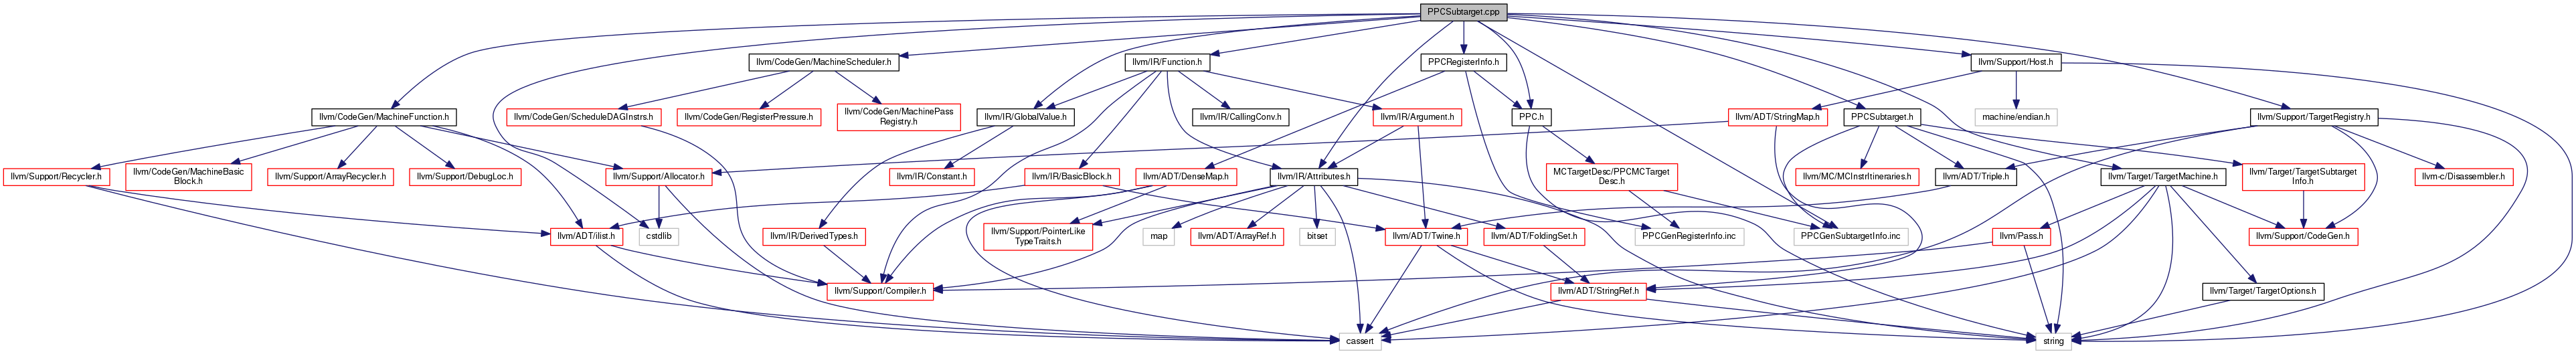 PPCSubtarget.cpp
llvm/CodeGen/MachineScheduler.h
llvm/IR/Function.h
PPCRegisterInfo.h
llvm/Support/Host.h
llvm/CodeGen/MachineFunction.h
llvm/CodeGen/ScheduleDAGInstrs.h
llvm/CodeGen/RegisterPressure.h
llvm/CodeGen/MachinePass
Registry.h
llvm/IR/GlobalValue.h
llvm/IR/CallingConv.h
llvm/IR/Argument.h
PPC.h
llvm/ADT/StringMap.h
PPCSubtarget.h
machine/endian.h
llvm/Support/TargetRegistry.h
llvm/Support/Recycler.h
llvm/CodeGen/MachineBasic
Block.h
llvm/Support/ArrayRecycler.h
llvm/Support/DebugLoc.h
llvm/Support/Allocator.h
llvm/IR/Constant.h
llvm/IR/BasicBlock.h
llvm/ADT/DenseMap.h
llvm/IR/Attributes.h
MCTargetDesc/PPCMCTarget
Desc.h
llvm/MC/MCInstrItineraries.h
llvm/ADT/Triple.h
llvm/Target/TargetMachine.h
llvm/Target/TargetSubtarget
Info.h
llvm-c/Disassembler.h
llvm/ADT/ilist.h
cstdlib
llvm/IR/DerivedTypes.h
llvm/Support/PointerLike
TypeTraits.h
map
llvm/ADT/ArrayRef.h
bitset
llvm/ADT/Twine.h
llvm/ADT/FoldingSet.h
PPCGenRegisterInfo.inc
PPCGenSubtargetInfo.inc
llvm/Pass.h
llvm/Support/CodeGen.h
llvm/Support/Compiler.h
llvm/ADT/StringRef.h
llvm/Target/TargetOptions.h
cassert
string